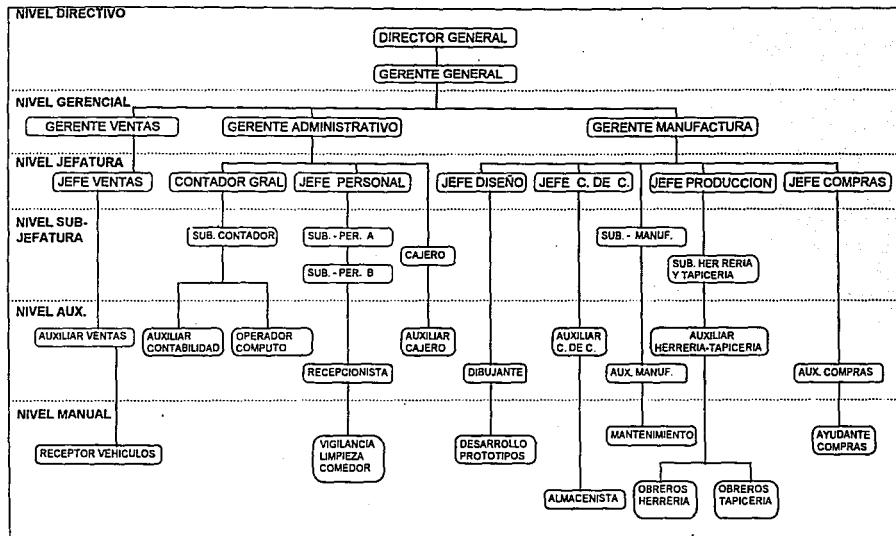 NIVEL DIRECTIVO
DIRECTOR GENERAL
GERENTE GENERAL
NIVEL GERENCIAL
GERENTE VENTAS
GERENTE ADMINISTRATIVO
GERENTE MANUFACTURA
NIVEL JEFATURA
JEFE VENTAS
CONTADOR GRAL
JEFE PERSONAL
JEFE DISEÑO
JEFE C. DE C.
JEFE PRODUCCION
JEFE COMPRAS
NIVEL SUB-
JEFATURA
SUB. CONTADOR
SUB. - PER. A
SUB. - PER. B
CAJERO
SUB. - MANUF.
SUB. HERRERIA
Y TAPICERIA
NIVEL AUX.
AUXILIAR VENTAS
AUXILIAR
CONTABILIDAD
OPERADOR
COMPUTO
AUXILIAR
CAJERO
AUXILIAR
C. DE C.
AUXILIAR
HERRERIA-TAPICERIA
RECEPCIONISTA
DIBUJANTE
AUX. MANUF.
AUX. COMPRAS
NIVEL MANUAL
RECEPTOR VEHICULOS
VIGILANCIA
LIMPIEZA
COMEDOR
DESARROLLO
PROTOTIPOS
MANTENIMIENTO
AYUDANTE
COMPRAS
ALMACENISTA
OBREROS
HERRERIA
OBREROS
TAPICERIA